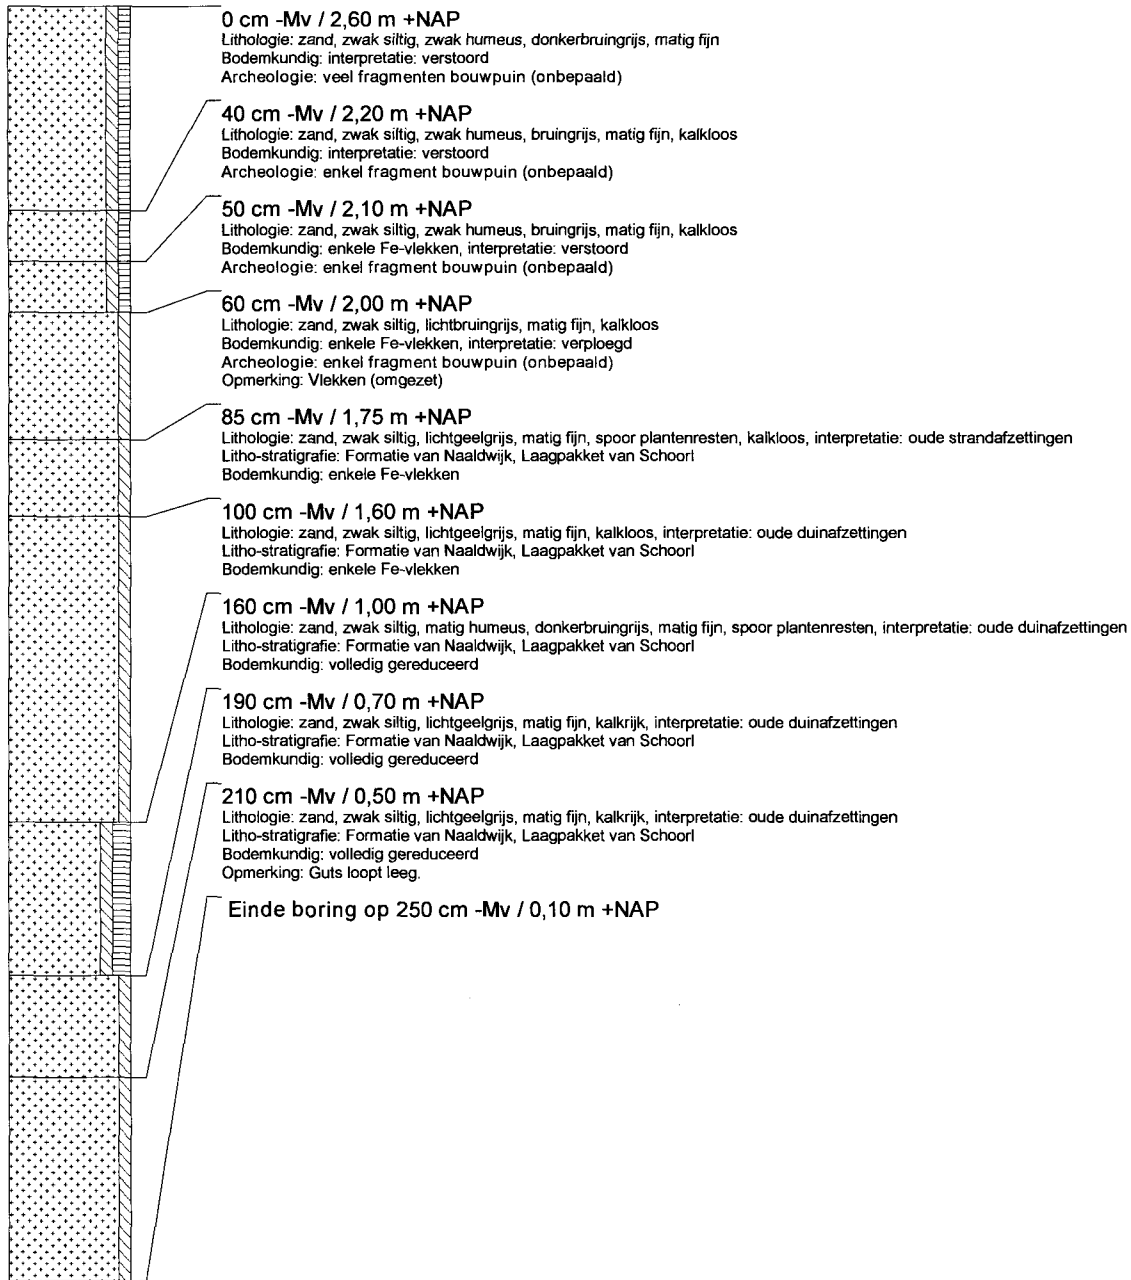 0 cm -Mv / 2,60 m +NAP
Lithologie: zand, zwak siltig, zwak humeus, donkerbruingrijs, matig fijn
Bodemkundig: interpretatie: verstoord
Archeologie: veel fragmenten bouwpuin (onbepaald)
40 cm -Mv / 2,20 m +NAP
Lithologie: zand, zwak siltig, zwak humeus, bruingrijs, matig fijn, kalkloos
Bodemkundig: interpretatie: verstoord
Archeologie: enkel fragment bouwpuin (onbepaald)
50 cm -Mv / 2,10 m +NAP
Lithologie: zand, zwak siltig, zwak humeus, bruingrijs, matig fijn, kalkloos
Bodemkundig: enkele Fe-vlekken, interpretatie: verstoord
Archeologie: enkel fragment bouwpuin (onbepaald)
60 cm -Mv / 2,00 m +NAP
Lithologie: zand, zwak siltig, lichtbruingrijs, matig fijn, kalkloos
Bodemkundig: enkele Fe-vlekken, interpretatie: verploegd
Archeologie: enkel fragment bouwpuin (onbepaald)
Opmerking: Vlekken (omgezet)
85 cm -Mv / 1,75 m +NAP
Lithologie: zand, zwak siltig, lichtgeelgrijs, matig fijn, spoor plantenresten, kalkloos, interpretatie: oude strandafzettingen
Litho-stratigrafie: Formatie van Naaldwijk, Laagpakket van Schoorl
Bodemkundig: enkele Fe-vlekken
100 cm -Mv / 1,60 m +NAP
Lithologie: zand, zwak siltig, lichtgeelgrijs, matig fijn, kalkloos, interpretatie: oude duinafzettingen
Litho-stratigrafie: Formatie van Naaldwijk, Laagpakket van Schoorl
Bodemkundig: enkele Fe-vlekken
160 cm -Mv / 1,00 m +NAP
Lithologie: zand, zwak siltig, matig humeus, donkerbruingrijs, matig fijn, spoor plantenresten, interpretatie: oude duinafzettingen
Litho-stratigrafie: Formatie van Naaldwijk, Laagpakket van Schoorl
Bodemkundig: volledig gereduceerd
190 cm -Mv / 0,70 m +NAP
Lithologie: zand, zwak siltig, lichtgeelgrijs, matig fijn, kalkrijk, interpretatie: oude duinafzettingen
Litho-stratigrafie: Formatie van Naaldwijk, Laagpakket van Schoorl
Bodemkundig: volledig gereduceerd
210 cm -Mv / 0,50 m +NAP
Lithologie: zand, zwak siltig, lichtgeelgrijs, matig fijn, kalkrijk, interpretatie: oude duinafzettingen
Litho-stratigrafie: Formatie van Naaldwijk, Laagpakket van Schoorl
Bodemkundig: volledig gereduceerd
Opmerking: Guts loopt leeg.
Einde boring op 250 cm -Mv / 0,10 m +NAP